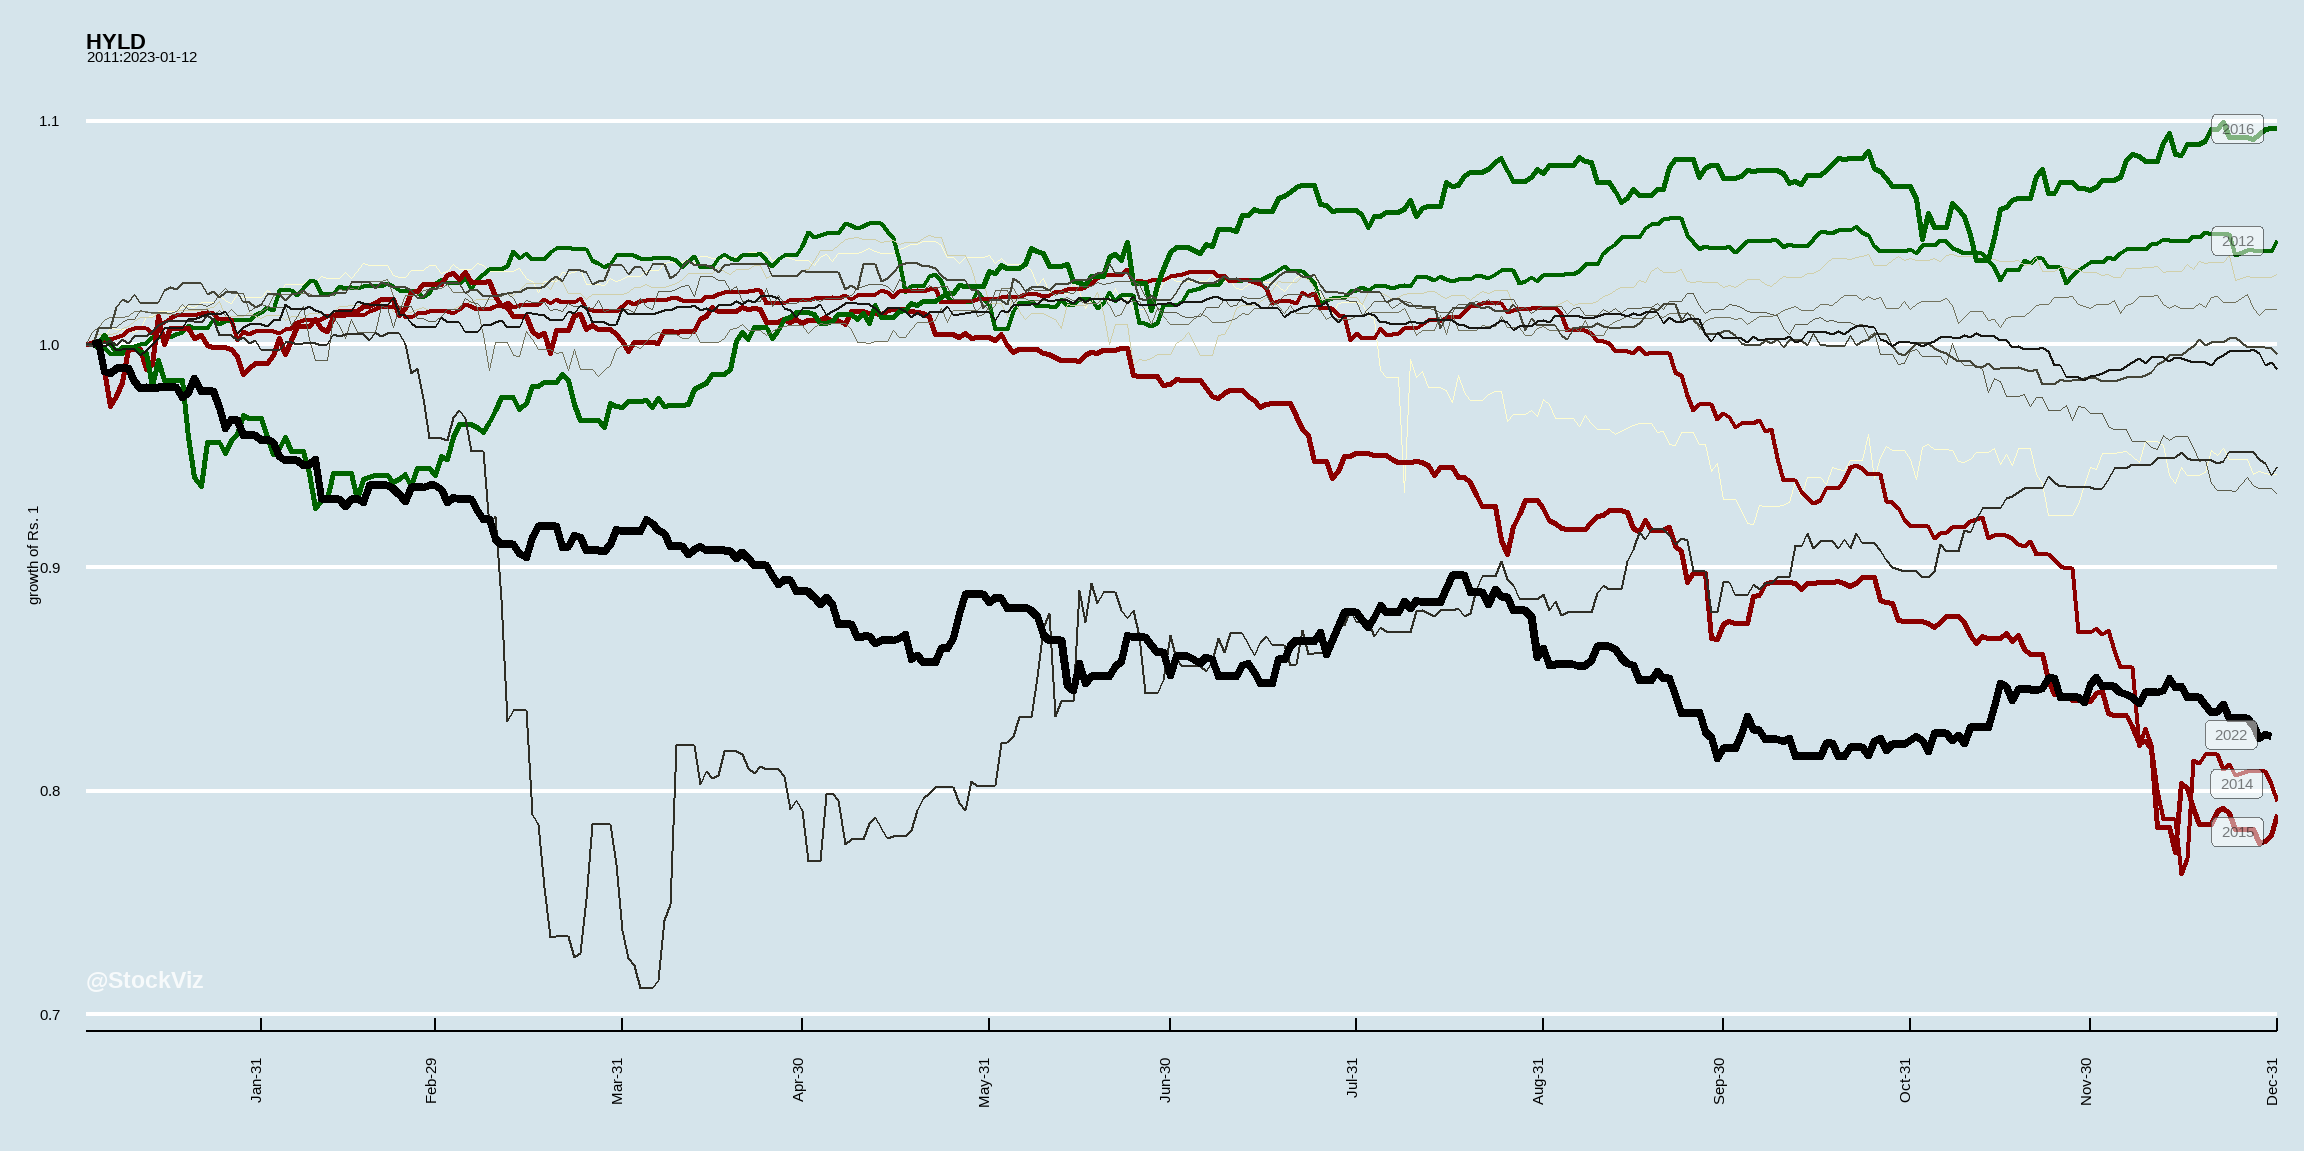 HYLD
2011:2023-01-12
growth of Rs. 1
1.1
1.0
0.9
0.8
0.7
2016
2012
2022
2014
2015
@StockViz
Jan-31
Feb-29
Mar-31
Apr-30
May-31
Jun-30
Jul-31
Aug-31
Sep-30
Oct-31
Nov-30
Dec-31